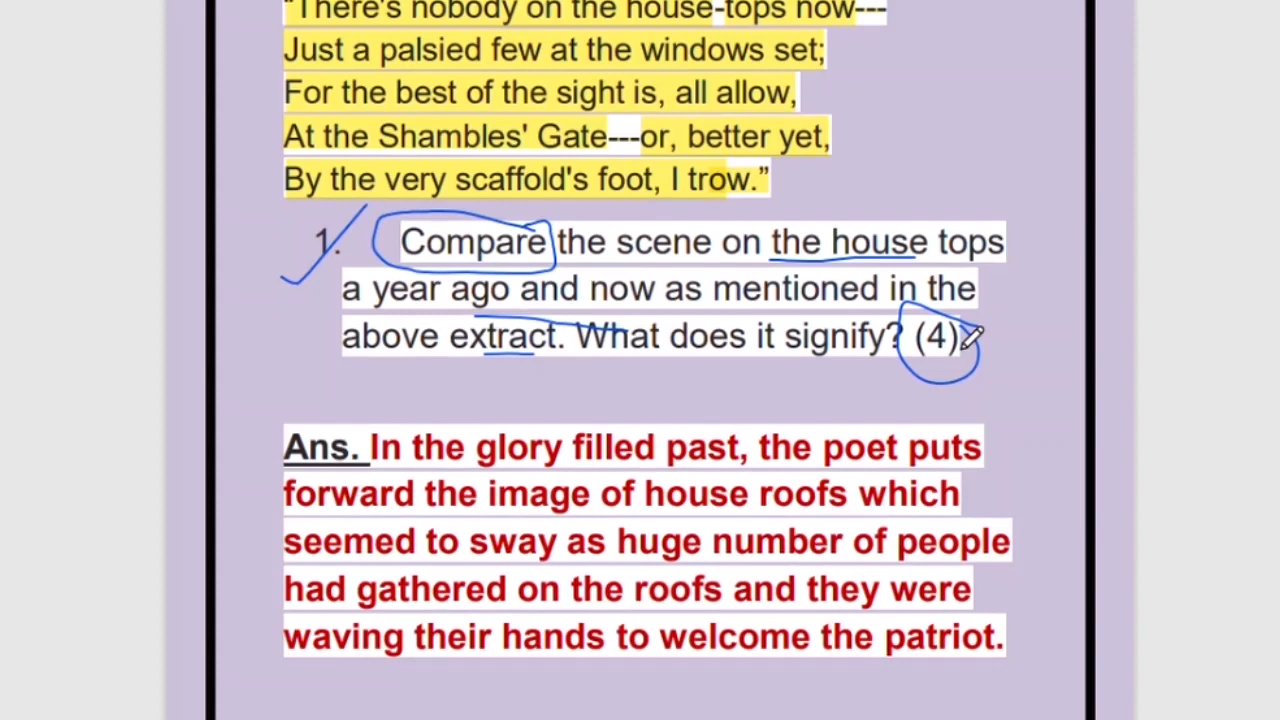 “There's nobody on the house-tops now---
Just a palsied few at the windows set;
For the best of the sight is, all allow,
At the Shambles' Gate---or, better yet,
By the very scaffold's foot, I trow.”
1. Compare the scene on the house tops
a year ago and now as mentioned in the
above extract. What does it signify? (4)
Ans. In the glory filled past, the poet puts
forward the image of house roofs which
seemed to sway as huge number of people
had gathered on the roofs and they were
waving their hands to welcome the patriot.